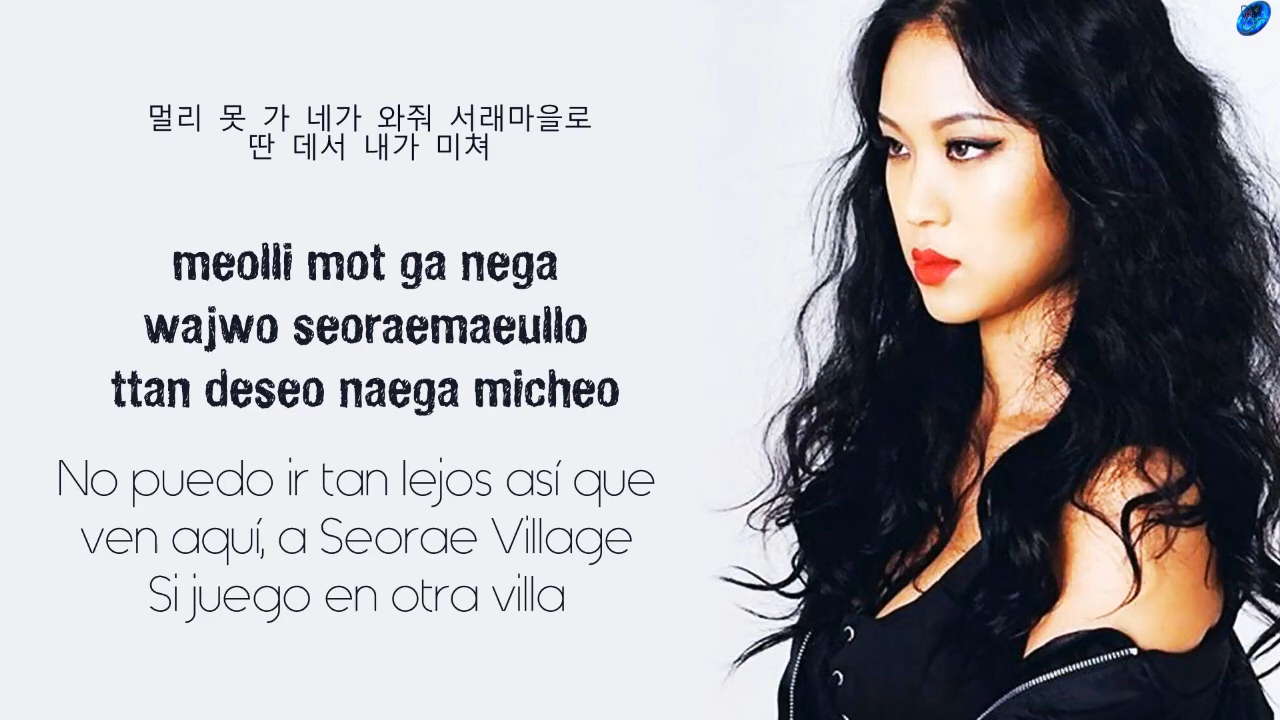 멀리 못 가 네가 와줘 서래마을로
딴 데서 내가 미쳐
meolli mot ga nega
wajwo seoraemaeullo
ttan deseo naega micheo
No puedo ir tan lejos así que
ven aquí, a Seorae Village
Si juego en otra villa